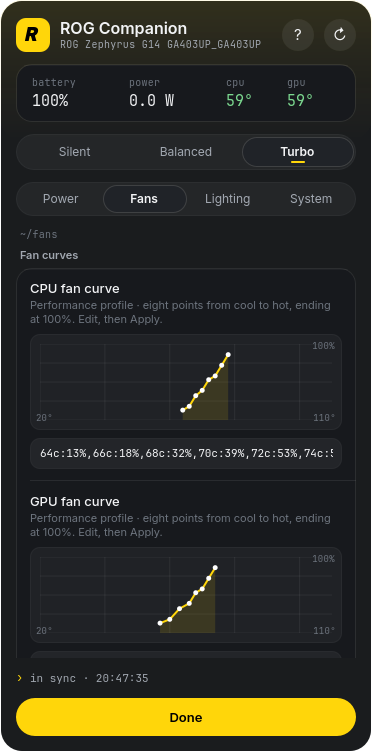 R
ROG Companion
ROG Zephyrus G14 GA403UP_GA403UP
?
battery power cpu gpu
100% 0.0 W 59° 59°
Silent Balanced Turbo
Power Fans Lighting System
~/fans
Fan curves
CPU fan curve
Performance profile · eight points from cool to hot, ending
at 100%. Edit, then Apply.
100%
20° 110°
64c:13%,66c:18%,68c:32%,70c:39%,72c:53%,74c:5
GPU fan curve
Performance profile · eight points from cool to hot, ending
at 100%. Edit, then Apply.
100%
20° 110°
› in sync · 20:47:35
Done